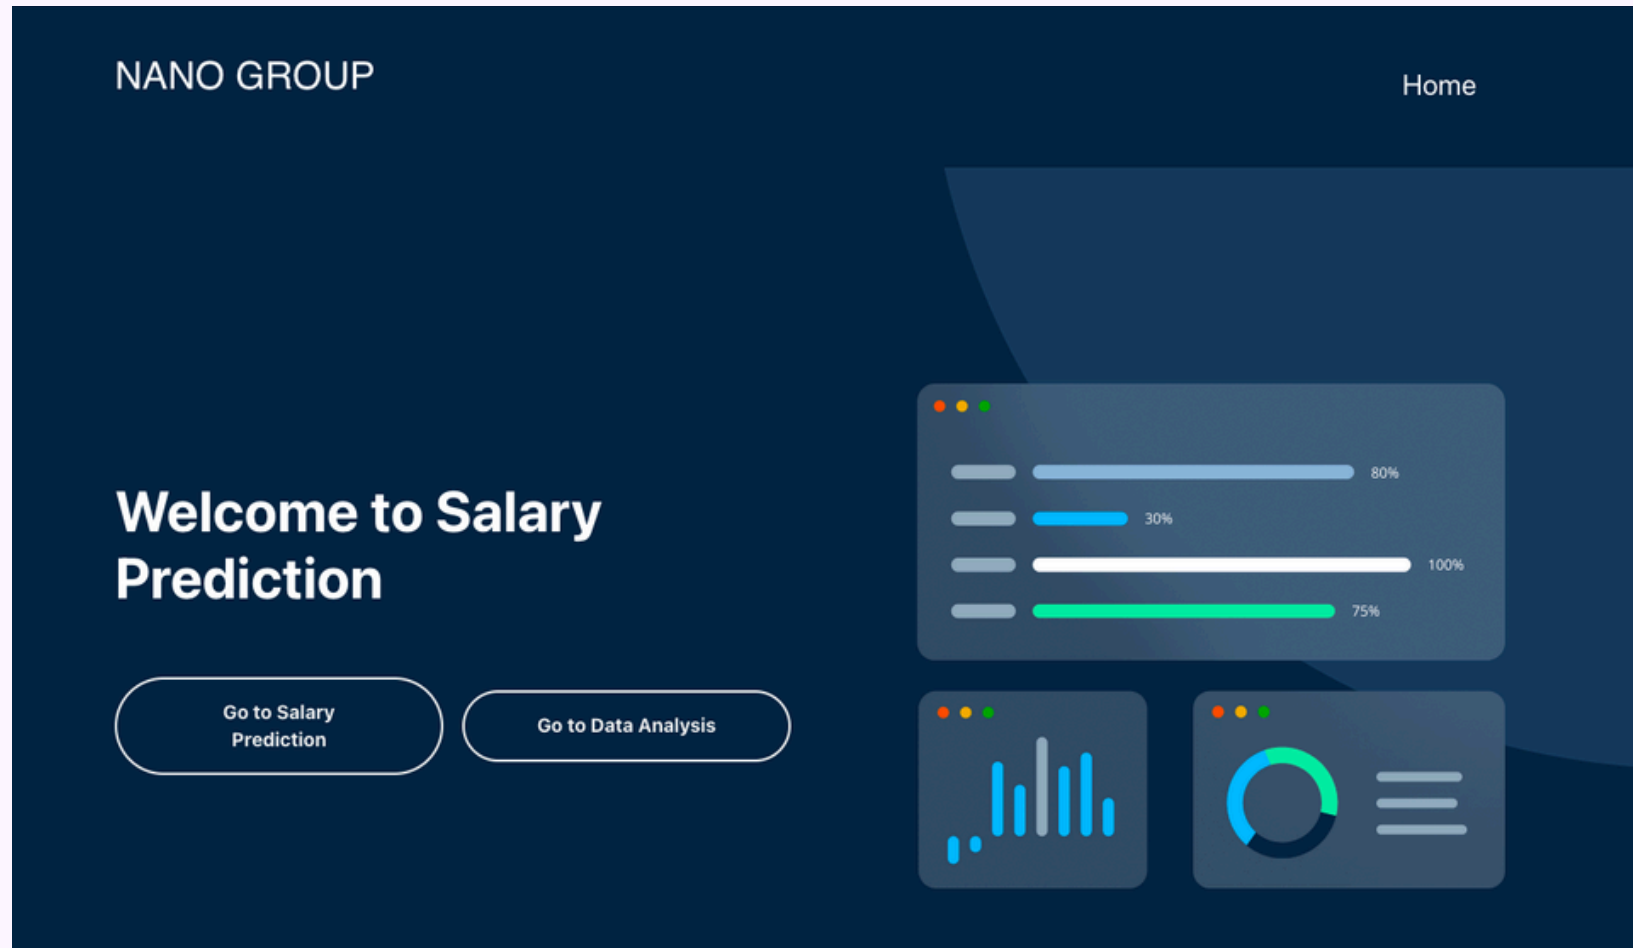 NANO GROUP
Home
Welcome to Salary
Prediction
Go to Salary
Prediction
Go to Data Analysis
80%
30%
100%
75%